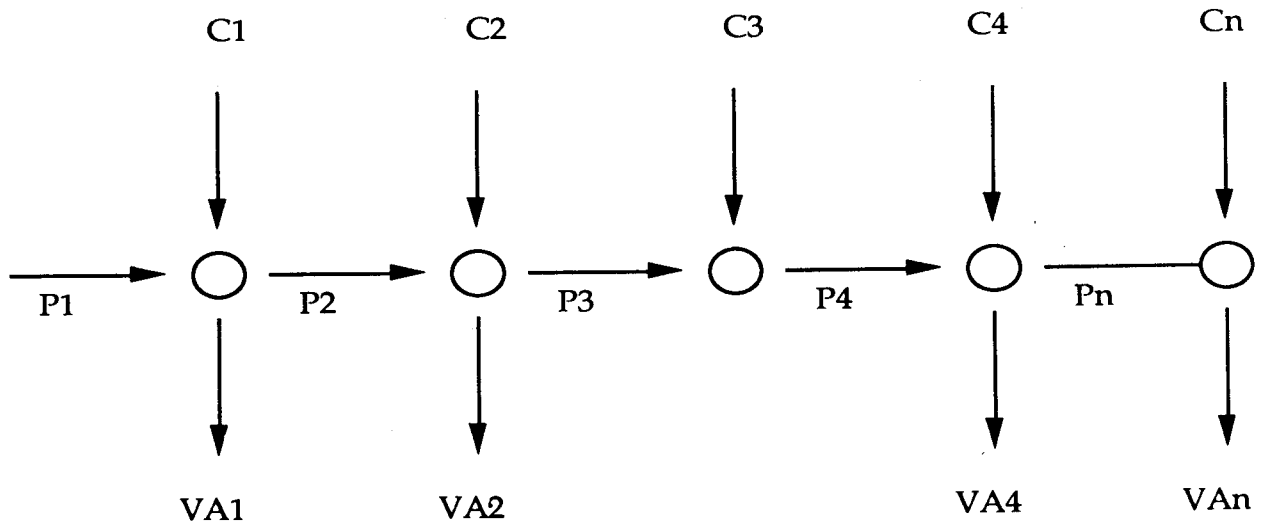 C1 C2 C3 C4 Cn
P1 P2 P3 P4 Pn
VA1 VA2 VA4 VAn